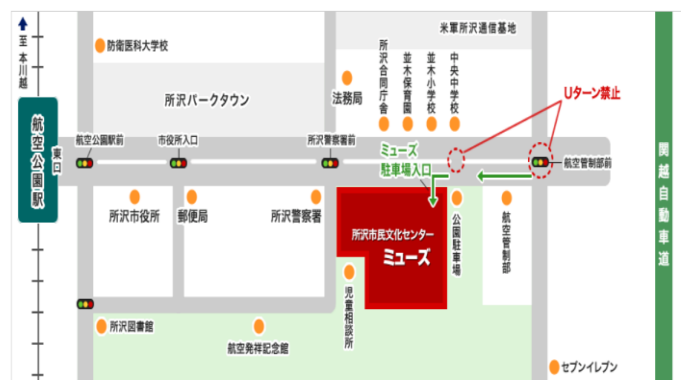 至 本川越
防衛医科大学校
所沢パークタウン
米軍所沢通信基地
法務局
所沢合同庁舎
並木保育園
並木小学校
中央中学校
Uターン禁止
航空公園駅
東口
航空公園駅前
市役所入口
所沢警察署前
ミューズ
駐車場入口
航空管制部前
関越自動車道
所沢市役所
郵便局
所沢警察署
所沢市民文化センター
ミューズ
公園駐車場
航空管制部
児童相談所
所沢図書館
航空発祥記念館
セブンイレブン